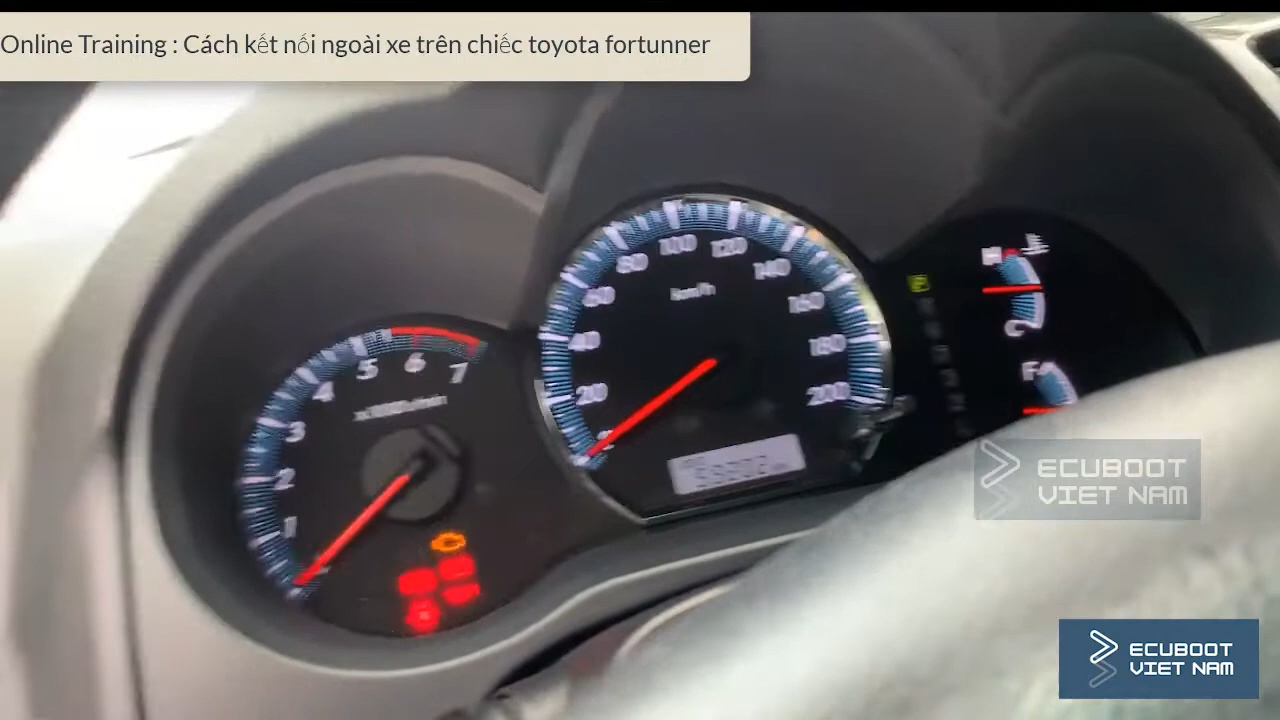 Online Training : Cách kết nối ngoài xe trên chiếc toyota fortunner
100 120
80 140
km/h
60 160
40 180
20 200
H
C
F
P
5 6 7
4
3
2
1
ECUBOOT
VIET NAM
ECUBOOT
VIET NAM